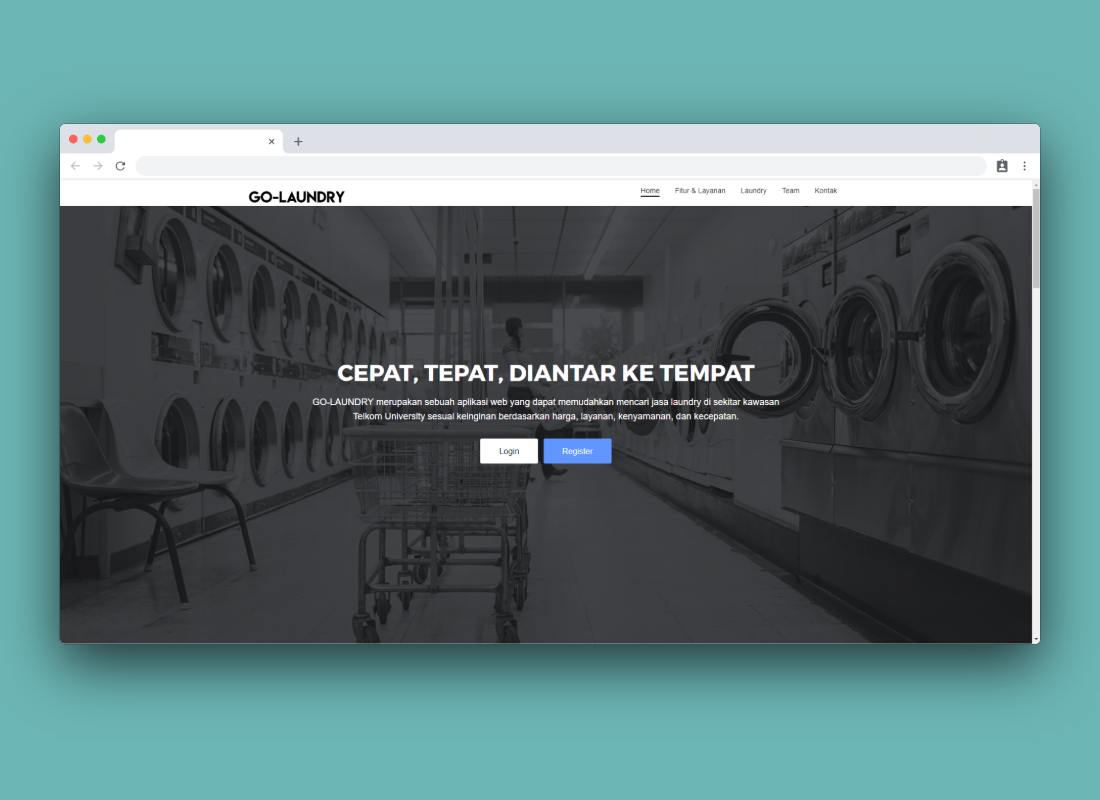 GO-LAUNDRY
Home Fitur & Layanan Laundry Team Kontak
CEPAT, TEPAT, DIANTAR KE TEMPAT
GO-LAUNDRY merupakan sebuah aplikasi web yang dapat memudahkan mencari jasa laundry di sekitar kawasan
Telkom University sesuai keinginan berdasarkan harga, layanan, kenyamanan, dan kecepatan.
Login Register